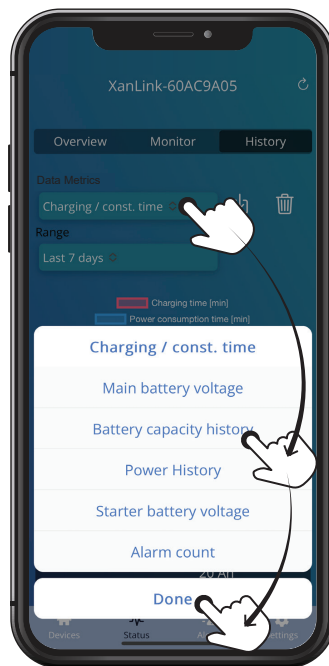 XanLink-60AC9A05
Overview Monitor History
Data Metrics
Charging / const. time
Range
Last 7 days
Charging time [min]
Power consumption time [min]
Charging / const. time
Main battery voltage
Battery capacity history
Power History
Starter battery voltage
Alarm count
20 Ah
Done
Devices Status